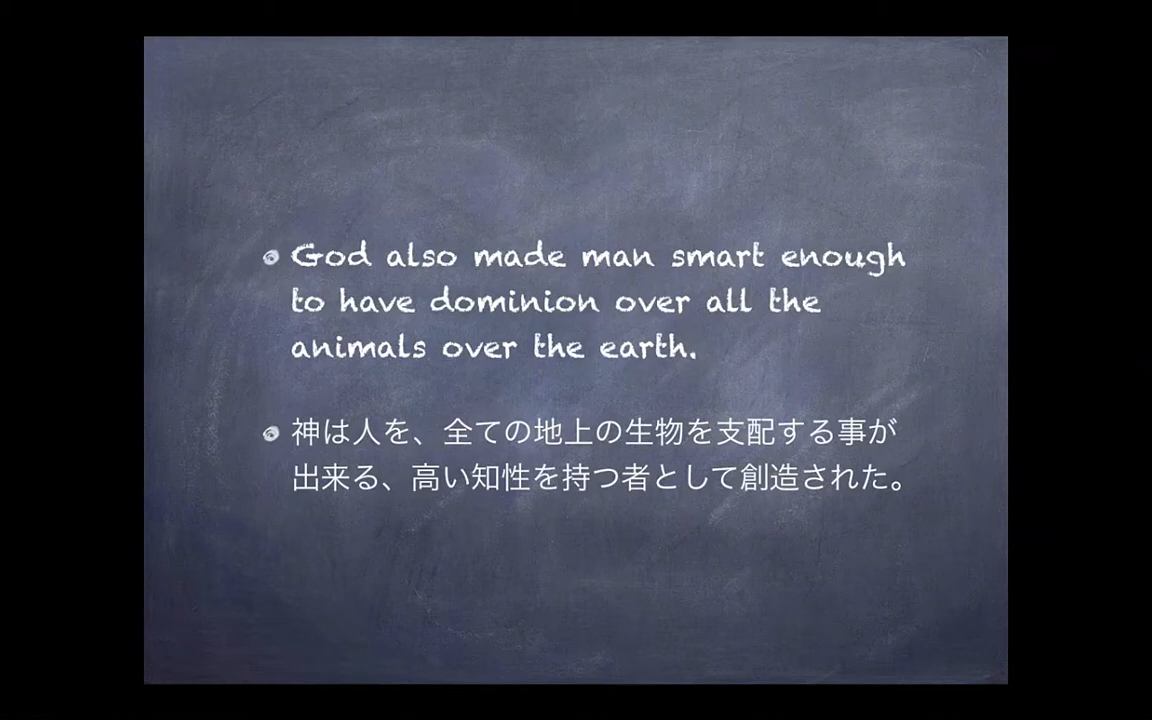 God also made man smart enough
to have dominion over all the
animals over the earth.
神は人を、全ての地上の生物を支配する事が
出来る、高い知性を持つ者として創造された。